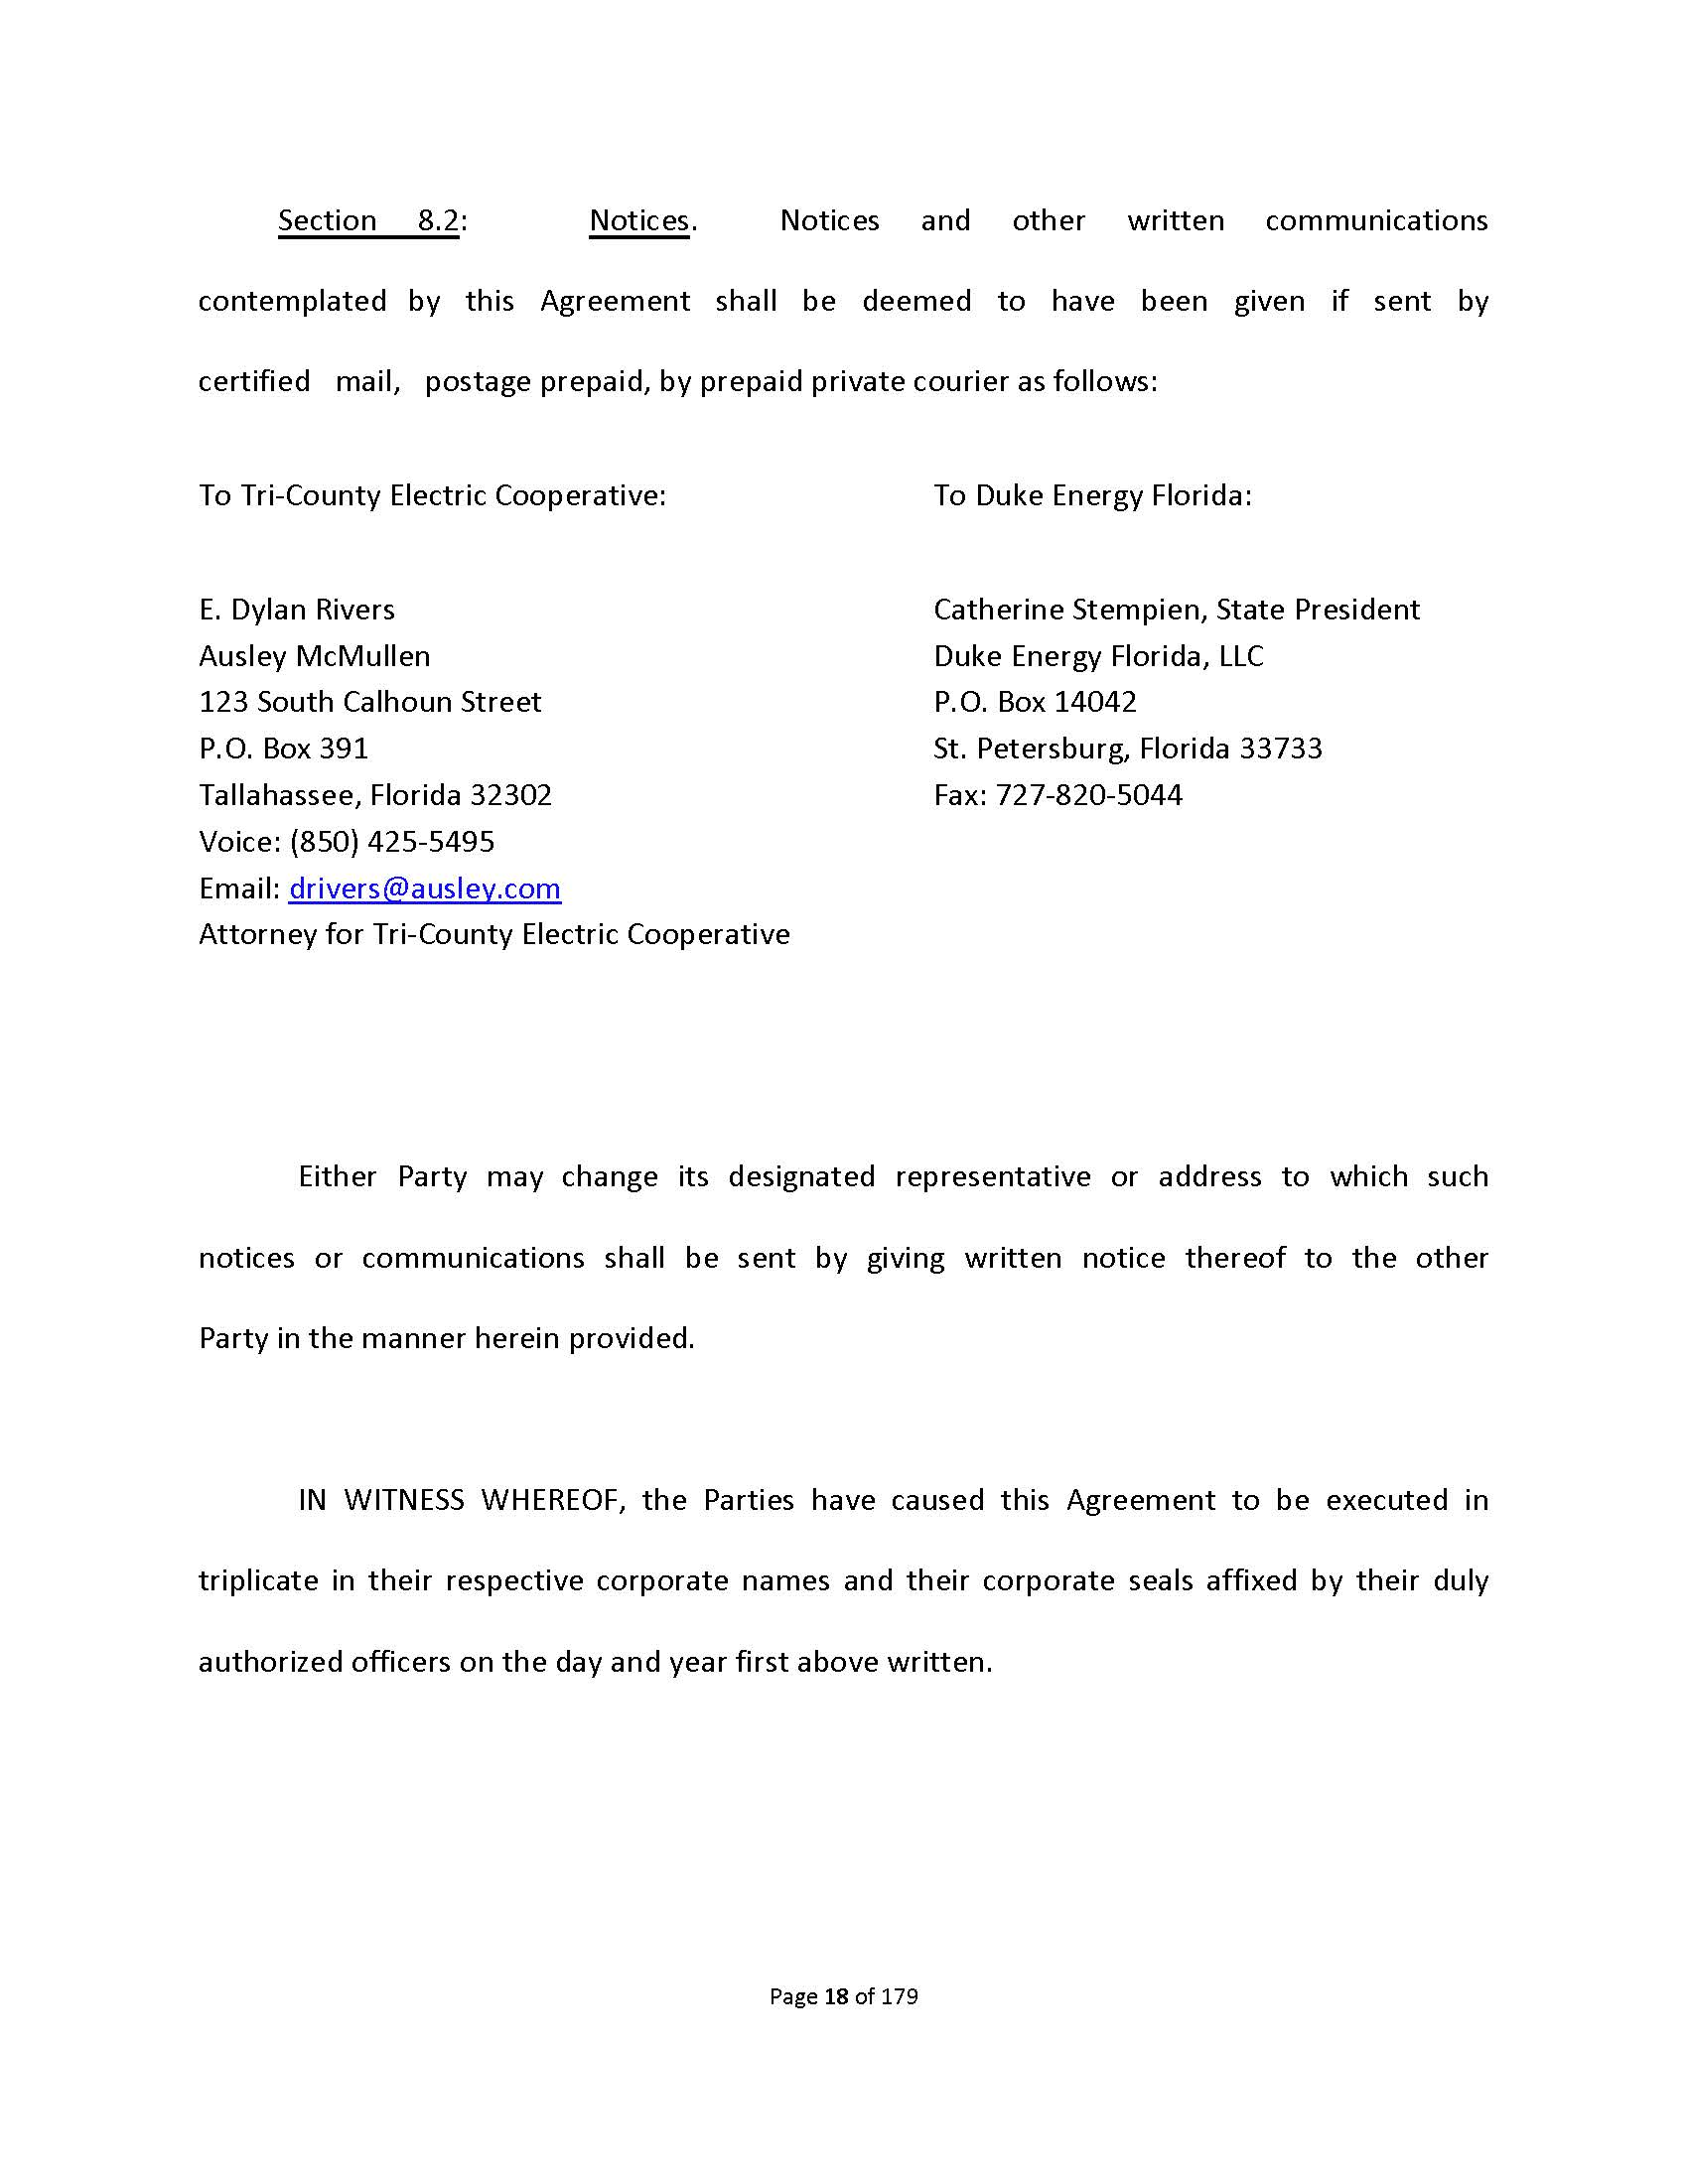 Section 8.2: Notices. Notices and other written communications
contemplated by this Agreement shall be deemed to have been given if sent by
certified mail, postage prepaid, by prepaid private courier as follows:
To Tri-County Electric Cooperative:
E. Dylan Rivers
Ausley McMullen
123 South Calhoun Street
P.O. Box 391
Tallahassee, Florida 32302
Voice: (850) 425-5495
Email: drivers@ausley.com
Attorney for Tri-County Electric Cooperative
To Duke Energy Florida:
Catherine Stempien, State President
Duke Energy Florida, LLC
P.O. Box 14042
St. Petersburg, Florida 33733
Fax: 727-820-5044
Either Party may change its designated representative or address to which such
notices or communications shall be sent by giving written notice thereof to the other
Party in the manner herein provided.
IN WITNESS WHEREOF, the Parties have caused this Agreement to be executed in
triplicate in their respective corporate names and their corporate seals affixed by their duly
authorized officers on the day and year first above written.
Page 18 of 179